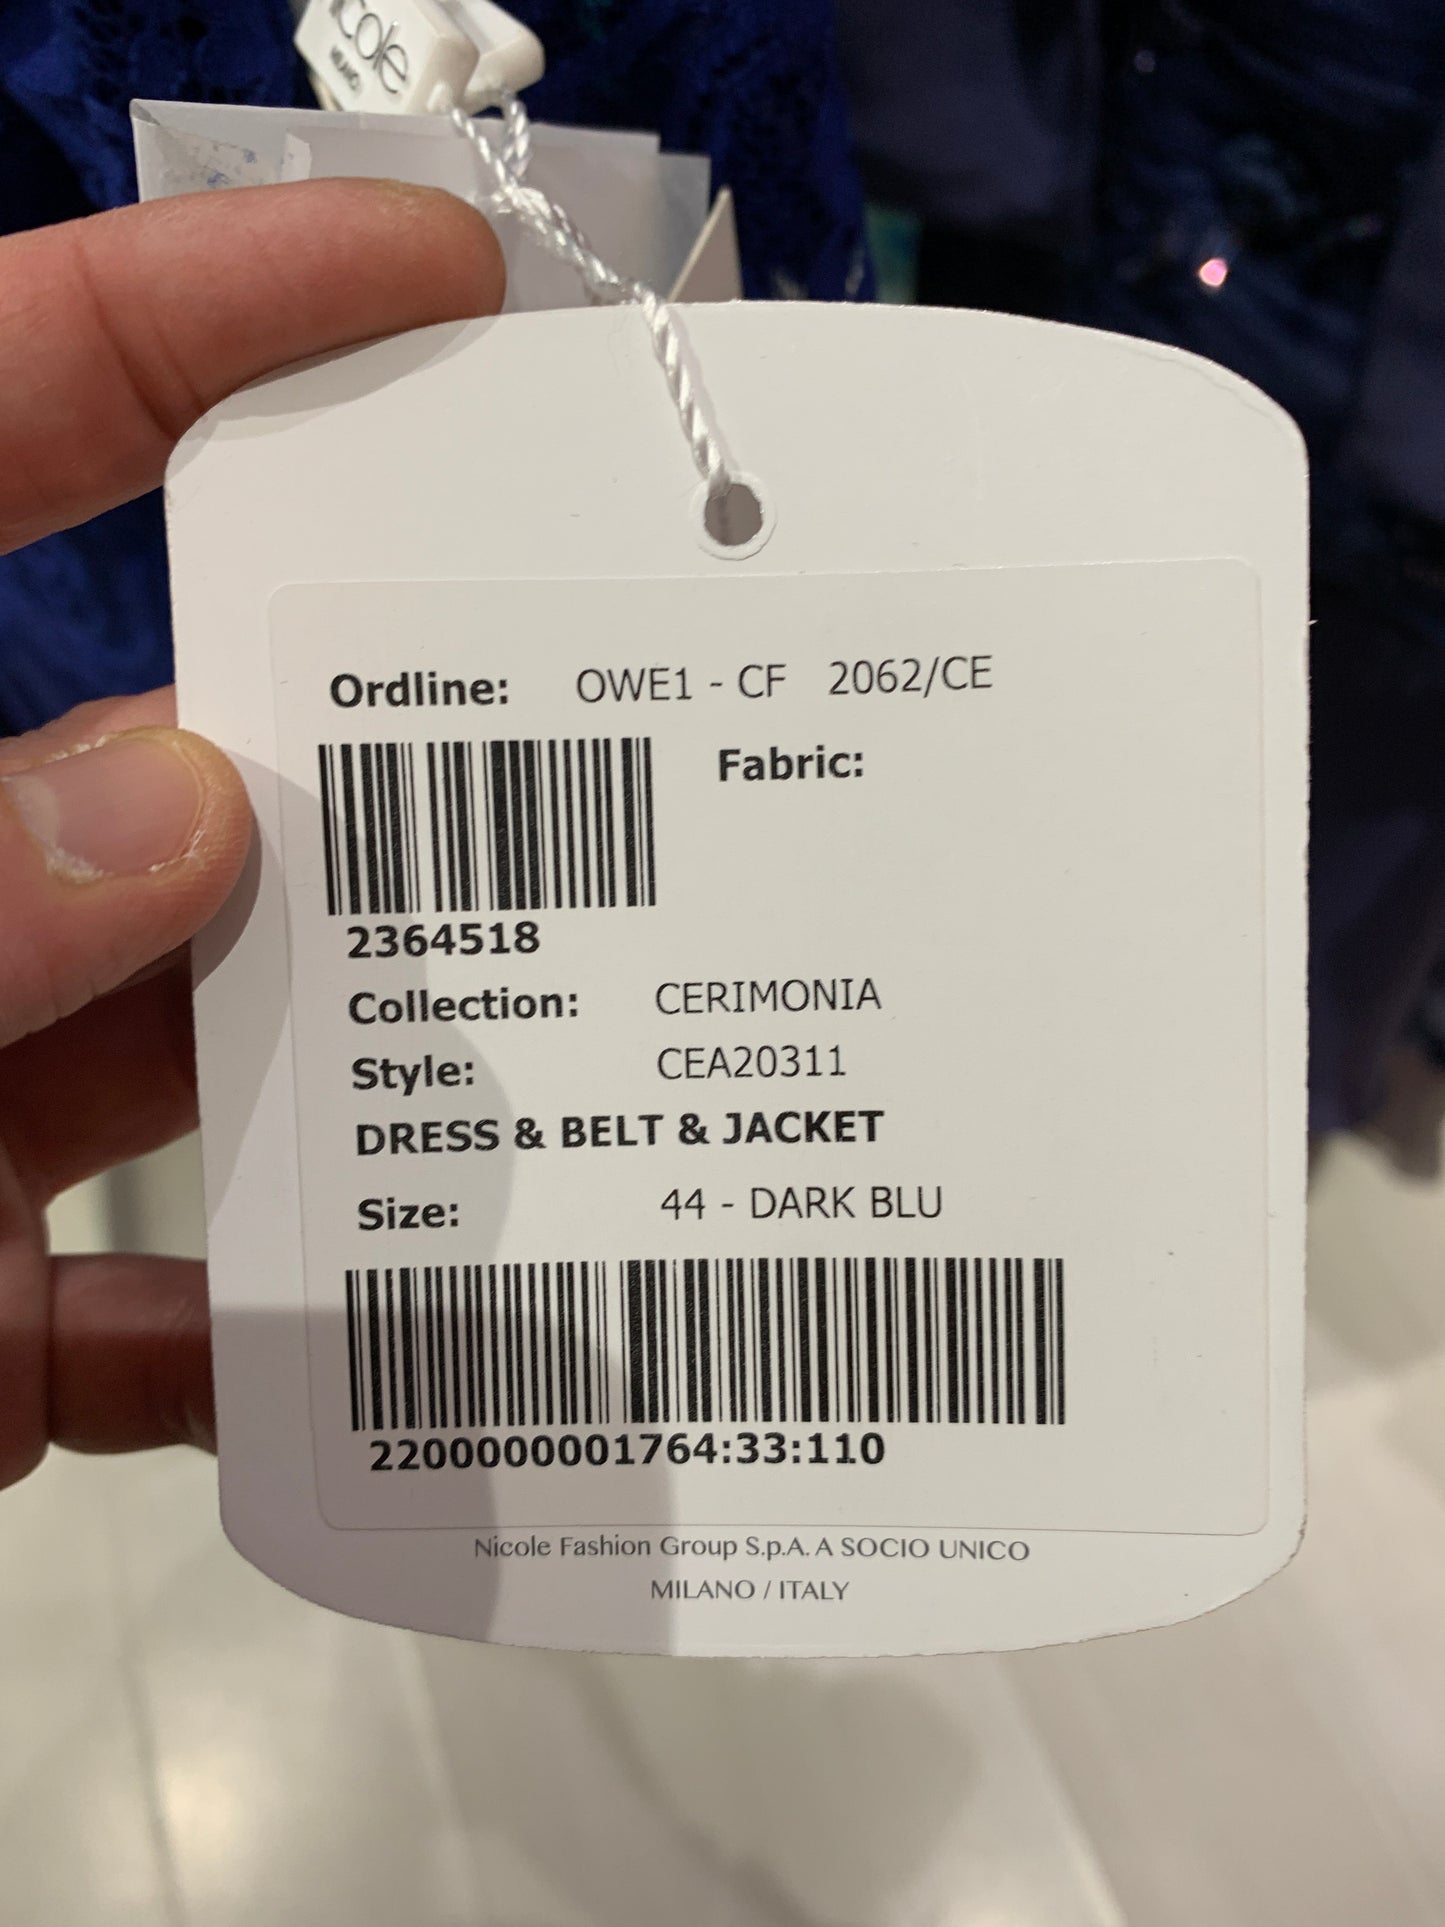 MILANO
Ordline: OWE1 - CF 2062/CE
Fabric:
2364518
Collection: CERIMONIA
Style: CEA20311
DRESS & BELT & JACKET
Size: 44 - DARK BLU
2200000001764:33:110
Nicole Fashion Group S.p.A. A SOCIO UNICO
MILANO / ITALY